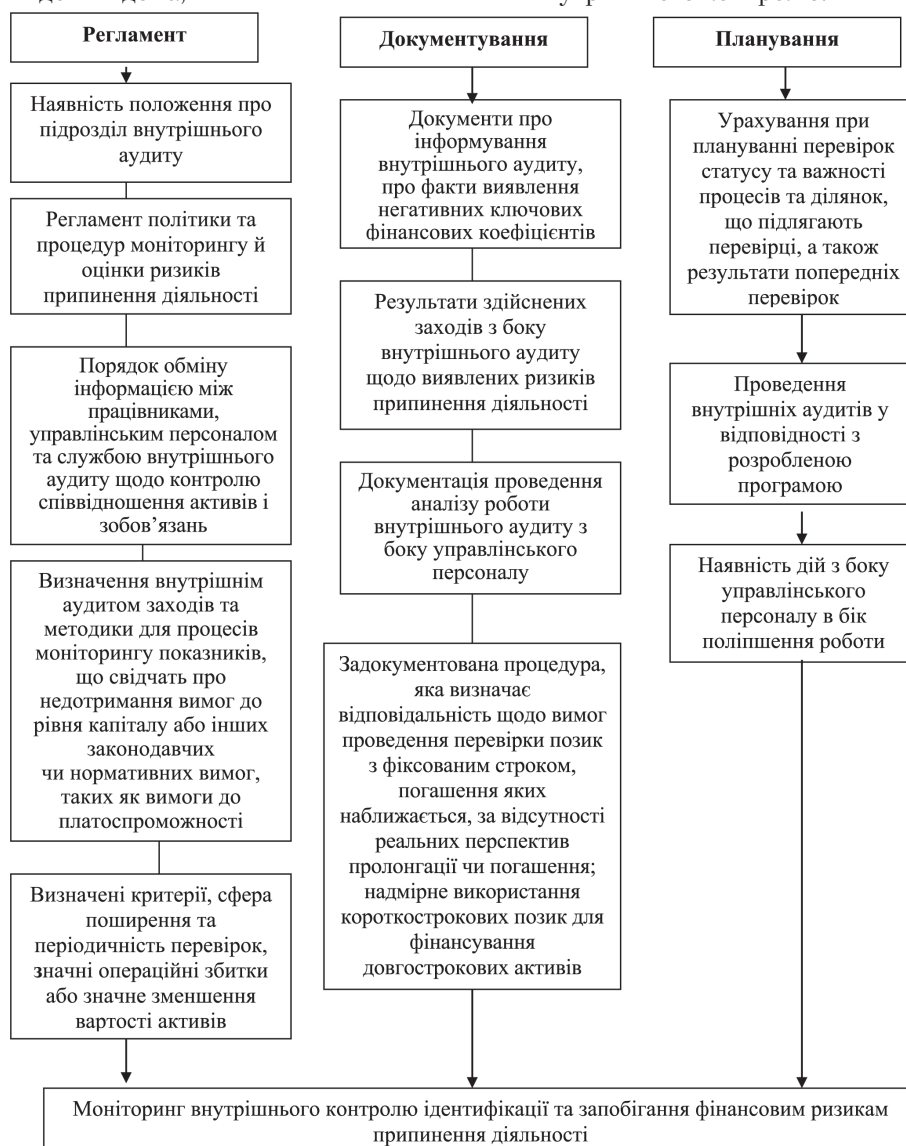 Регламент
Наявність положення про
підрозділ внутрішнього
аудиту
Регламент політики та
процедур моніторингу й
оцінки ризиків
припинення діяльності
Порядок обміну
інформацією між
працівниками,
управлінським персоналом
та службою внутрішнього
аудиту щодо контролю
співвідношення активів і
зобов’язань
Визначення внутрішнім
аудитом заходів та
методики для процесів
моніторингу показників,
що свідчать про
недотримання вимог до
рівня капіталу або інших
законодавчих
чи нормативних вимог,
таких як вимоги до
платоспроможності
Визначені критерії, сфера
поширення та
періодичність перевірок,
значні операційні збитки
або значне зменшення
вартості активів
Документування
Документи про
інформування
внутрішнього аудиту,
про факти виявлення
негативних ключових
фінансових коефіцієнтів
Результати здійснених
заходів з боку
внутрішнього аудиту
щодо виявлених ризиків
припинення діяльності
Документація проведення
аналізу роботи
внутрішнього аудиту з
боку управлінського
персоналу
Задокументована процедура,
яка визначає
відповідальність щодо вимог
проведення перевірки позик
з фіксованим строком,
погашення яких
наближається, за відсутності
реальних перспектив
пролонгації чи погашення;
надмірне використання
короткострокових позик для
фінансування
довгострокових активів
Планування
Урахування при
плануванні перевірок
статусу та важності
процесів та ділянок,
що підлягають
перевірці, а також
результати попередніх
перевірок
Проведення
внутрішніх аудитів у
відповідності з
розробленою
програмою
Наявність дій з боку
управлінського
персоналу в бік
поліпшення роботи
Моніторинг внутрішнього контролю ідентифікації та запобігання фінансовим ризикам
припинення діяльності